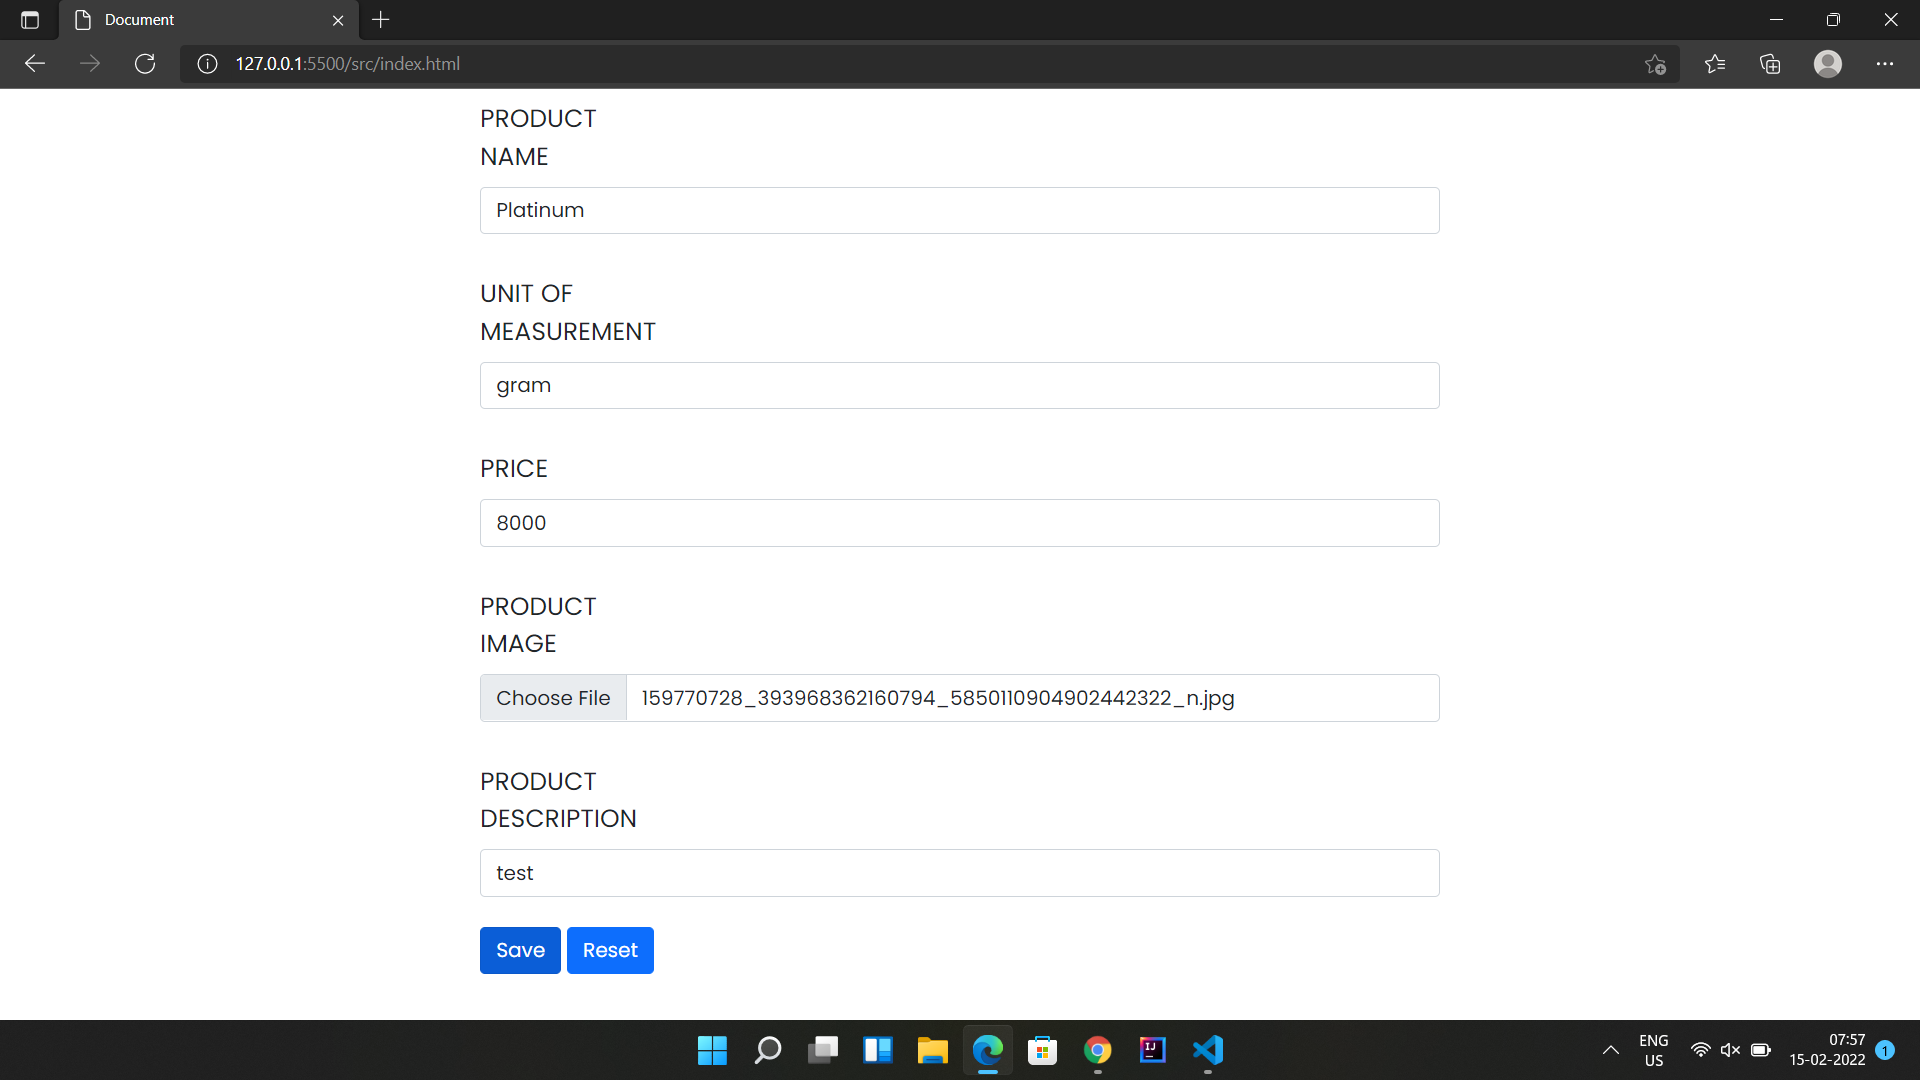 Document
127.0.0.1:5500/src/index.html
PRODUCT
NAME
Platinum
UNIT OF
MEASUREMENT
gram
PRICE
8000
PRODUCT
IMAGE
Choose File 159770728_393968362160794_5850110904902442322_n.jpg
PRODUCT
DESCRIPTION
test
Save Reset
IJ
ENG
US
07:57
15-02-2022
1